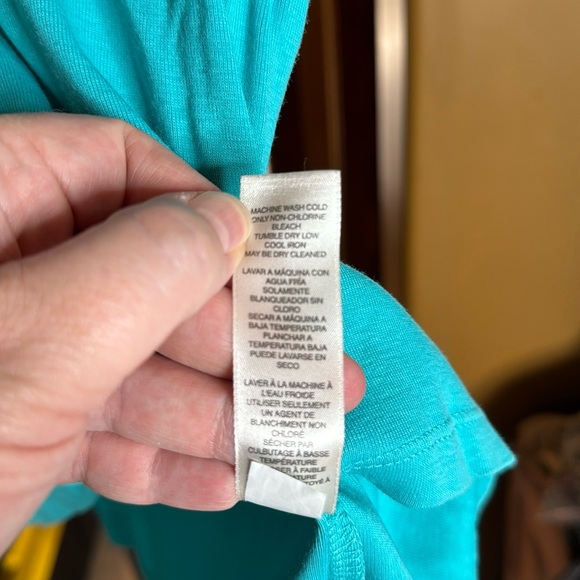 MACHINE WASH COLD
ONLY NON-CHLORINE
BLEACH
TUMBLE DRY LOW
COOL IRON
MAY BE DRY CLEANED
LAVAR A MÁQUINA CON
AGUA FRÍA
SOLAMENTE
BLANQUEADOR SIN
CLORO
SECAR A MÁQUINA A
BAJA TEMPERATURA
PLANCHAR A
TEMPERATURA BAJA
PUEDE LAVARSE EN
SECO
LAVER À LA MACHINE À
L'EAU FROIDE
UTILISER SEULEMENT
UN AGENT DE
BLANCHIMENT NON
CHLORÉ
SÉCHER PAR
CULBUTAGE À BASSE
TEMPÉRATURE
À FAIBLE